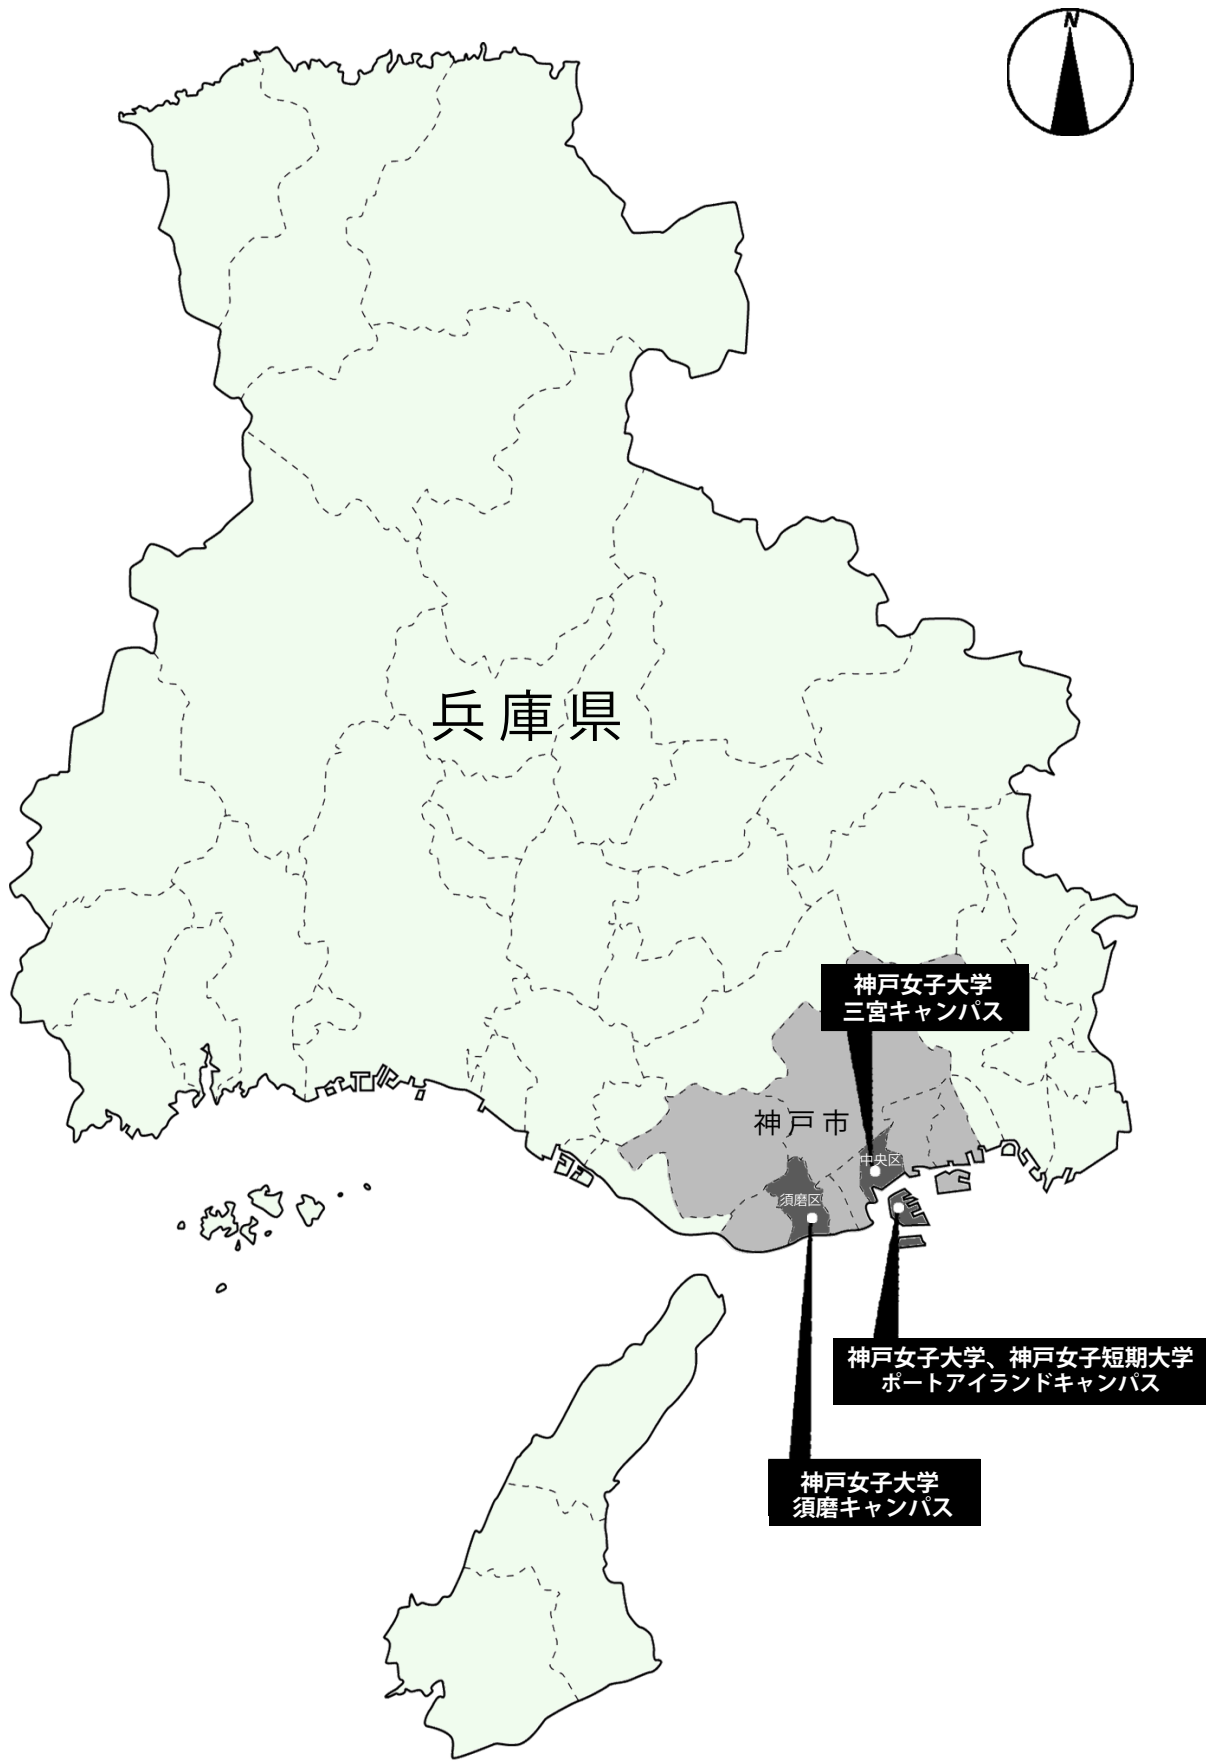 N
兵庫県
神戸女子大学
三宮キャンパス
神戸市
中央区
須磨区
神戸女子大学、神戸女子短期大学
ポートアイランドキャンパス
神戸女子大学
須磨キャンパス